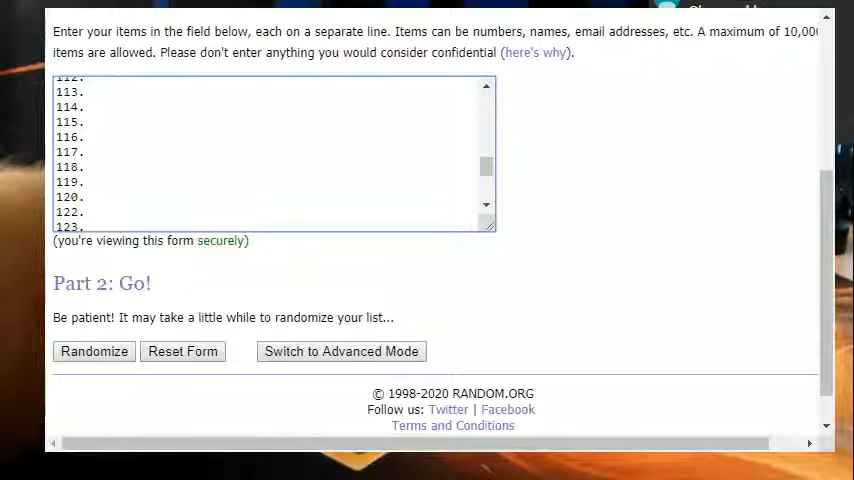 Enter your items in the field below, each on a separate line. Items can be numbers, names, email addresses, etc. A maximum of 10,00
items are allowed. Please don't enter anything you would consider confidential (here's why).
112.
113.
114.
115.
116.
117.
118.
119.
120.
122.
123.
(you're viewing this form securely)
Part 2: Go!
Be patient! It may take a little while to randomize your list...
Randomize Reset Form Switch to Advanced Mode
© 1998-2020 RANDOM.ORG
Follow us: Twitter | Facebook
Terms and Conditions